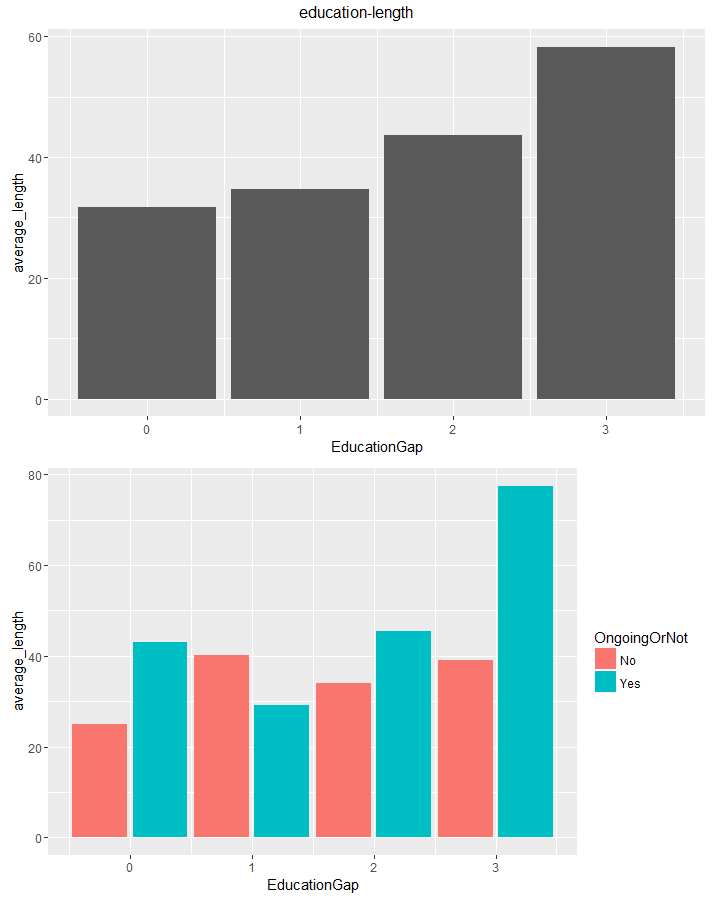 education-length
average_length
60
40
20
0
0 1 2 3
EducationGap
average_length
80
60
40
20
0
0 1 2 3
EducationGap
OngoingOrNot
No
Yes